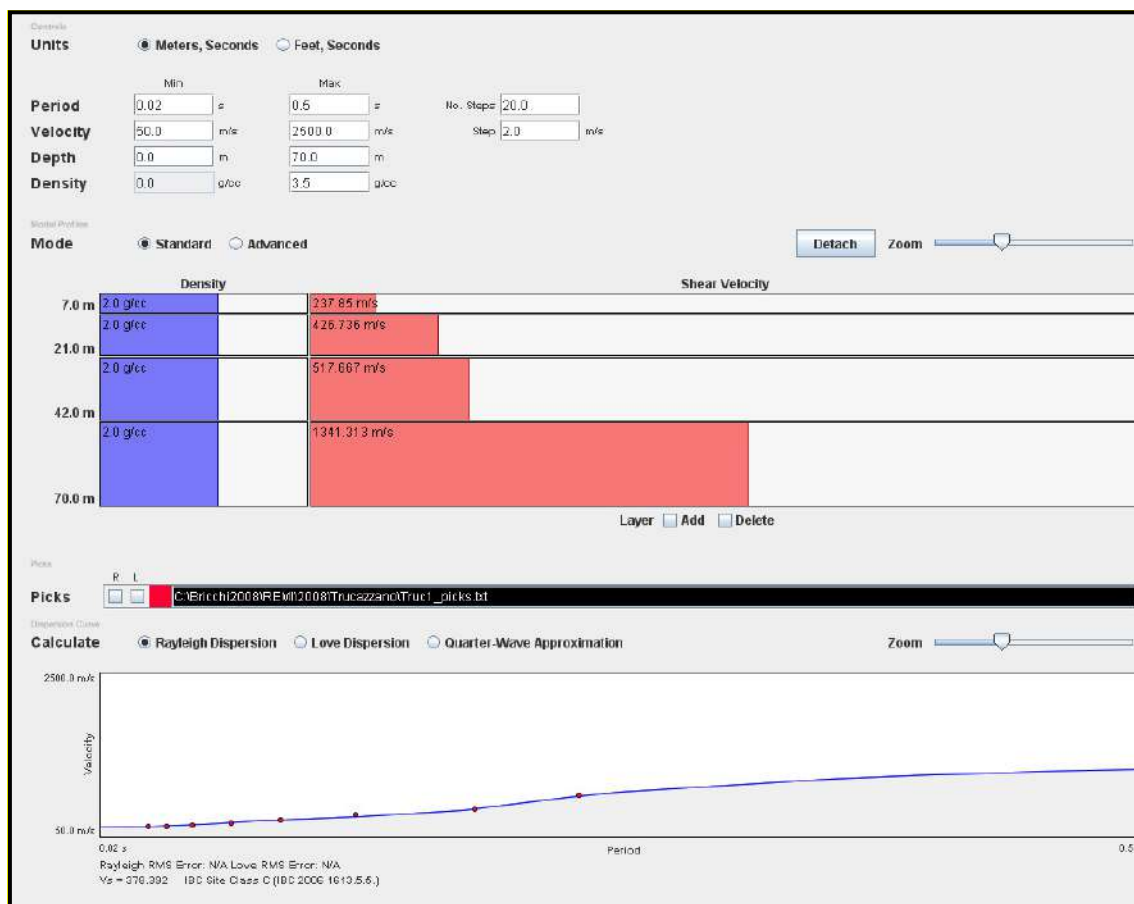 Controls
Units Meters, Seconds Feet, Seconds
Min Max
Period 0.02 s 0.5 s No. Steps 20.0
Velocity 50.0 m/s 2500.0 m/s Step 2.0 m/s
Depth 0.0 m 70.0 m
Density 0.0 g/cc 3.5 g/cc
Model Profiles
Mode Standard Advanced Detach Zoom
Density Shear Velocity
7.0 m 2.0 g/cc 237.85 m/s
2.0 g/cc 426.736 m/s
21.0 m
2.0 g/cc 517.667 m/s
42.0 m
2.0 g/cc 1341.313 m/s
70.0 m
Layer Add Delete
Picks
R L
Picks C:\Bricchi2008\REMI\2008\Trucazzano\Truc1_picks.txt
Dispersion Curve
Calculate Rayleigh Dispersion Love Dispersion Quarter-Wave Approximation Zoom
2500.0 m/s
Velocity
50.0 m/s
0.02 s Period 0.5
Rayleigh RMS Error: N/A Love RMS Error: N/A
Vs = 378.392 IBC Site Class C (IBC 2006 1613.5.5.)